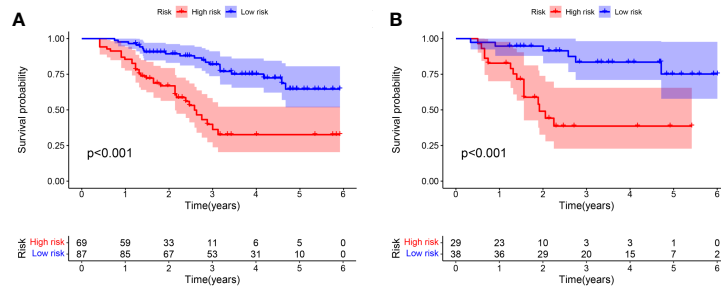 A
Risk High risk Low risk
Survival probability
1.00
0.75
0.50
0.25
0.00
p<0.001
0 1 2 3 4 5 6
Time(years)
Risk
High risk 69 59 33 11 6 5 0
Low risk 87 85 67 53 31 10 0
0 1 2 3 4 5 6
Time(years)
B
Risk High risk Low risk
Survival probability
1.00
0.75
0.50
0.25
0.00
p<0.001
0 1 2 3 4 5 6
Time(years)
Risk
High risk 29 23 10 3 3 1 0
Low risk 38 36 29 20 15 7 2
0 1 2 3 4 5 6
Time(years)